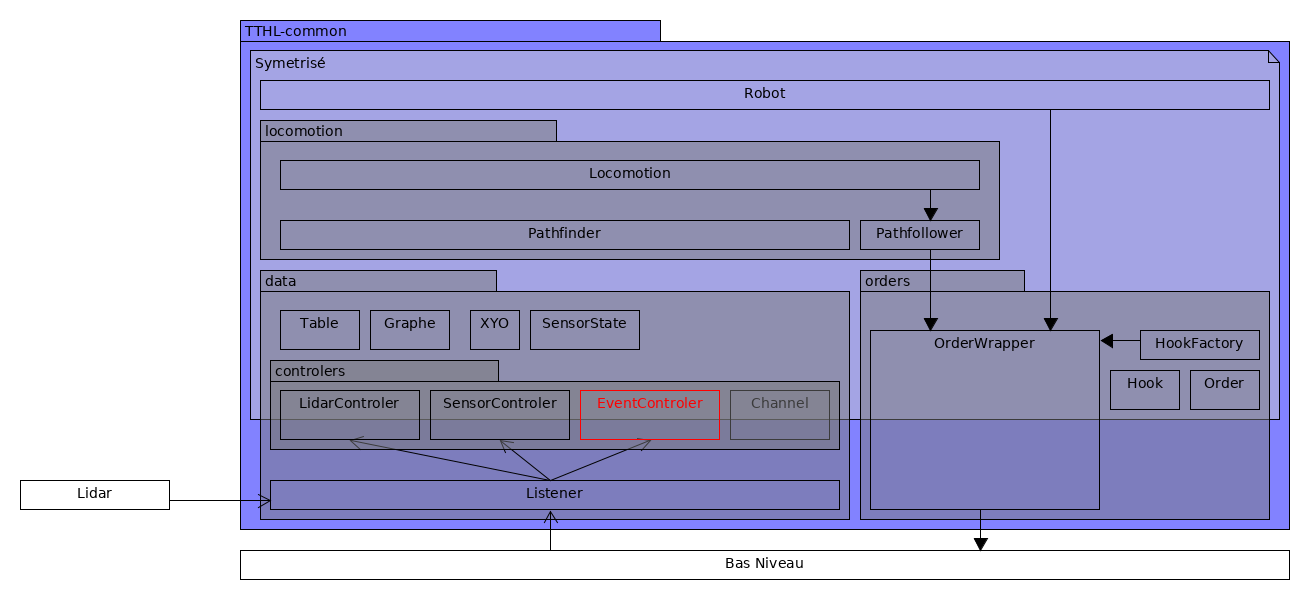 TTHL-common
Symetrisé
Robot
locomotion
Locomotion
Pathfinder
Pathfollower
data
orders
Table
Graphe
XYO
SensorState
OrderWrapper
HookFactory
controlers
Hook
Order
LidarControler
SensorControler
EventControler
Channel
Lidar
Listener
Bas Niveau